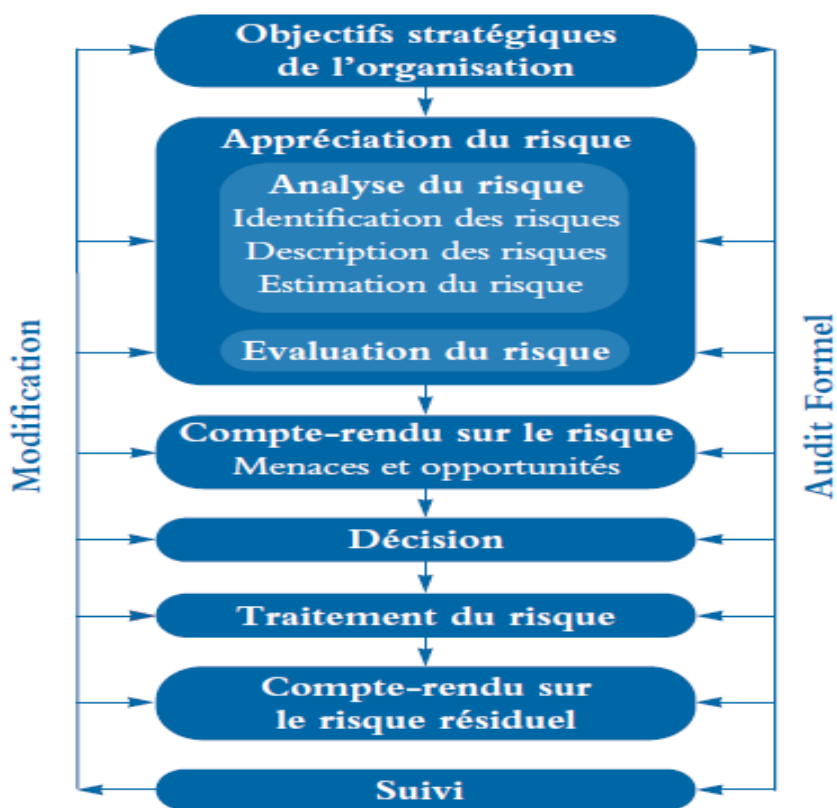 Objectifs stratégiques
de l'organisation
Appréciation du risque
Analyse du risque
Identification des risques
Description des risques
Estimation du risque
Evaluation du risque
Compte-rendu sur le risque
Menaces et opportunités
Décision
Traitement du risque
Compte-rendu sur
le risque résiduel
Suivi
Modification
Audit Formel